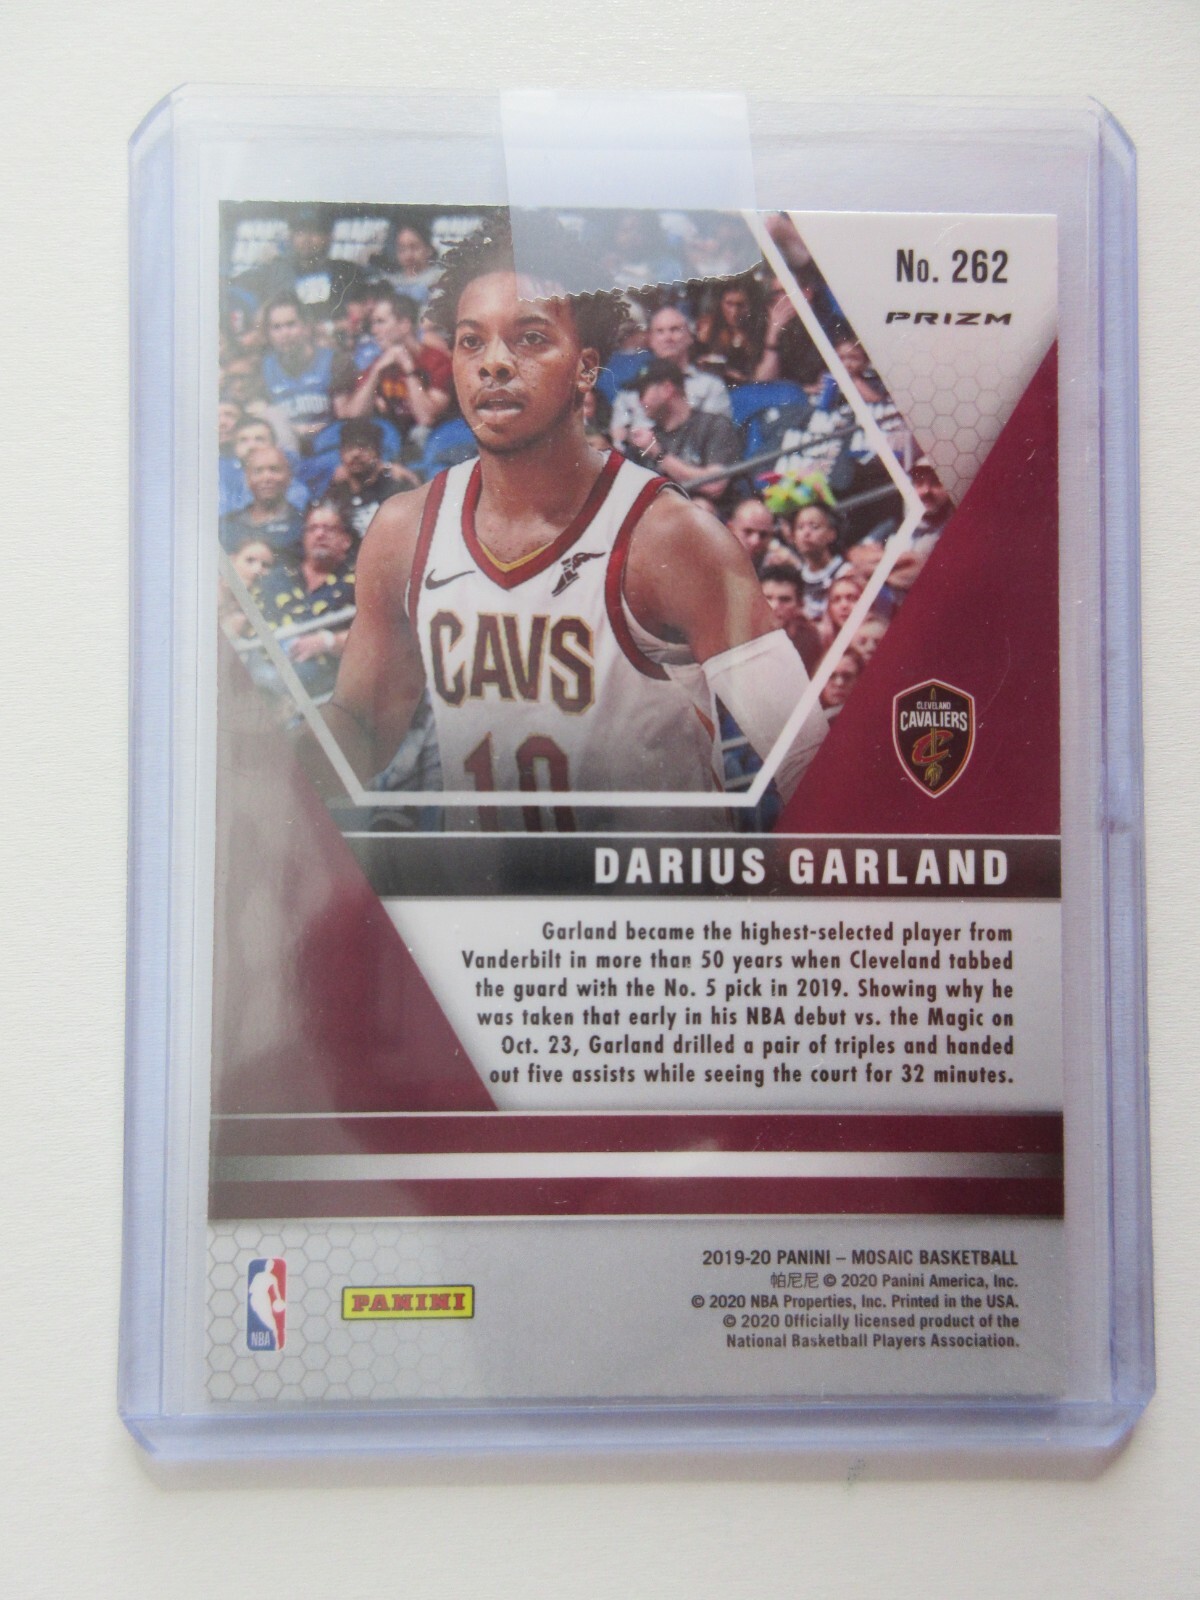 No. 262
PRIZM
CAVS
10
CLEVELAND
CAVALIERS
C
DARIUS GARLAND
Garland became the highest-selected player from
Vanderbilt in more than 50 years when Cleveland tabbed
the guard with the No. 5 pick in 2019. Showing why he
was taken that early in his NBA debut vs. the Magic on
Oct. 23, Garland drilled a pair of triples and handed
out five assists while seeing the court for 32 minutes.
2019-20 PANINI – MOSAIC BASKETBALL
帕尼尼 © 2020 Panini America, Inc.
© 2020 NBA Properties, Inc. Printed in the USA.
© 2020 Officially licensed product of the
National Basketball Players Association.
NBA
PANINI